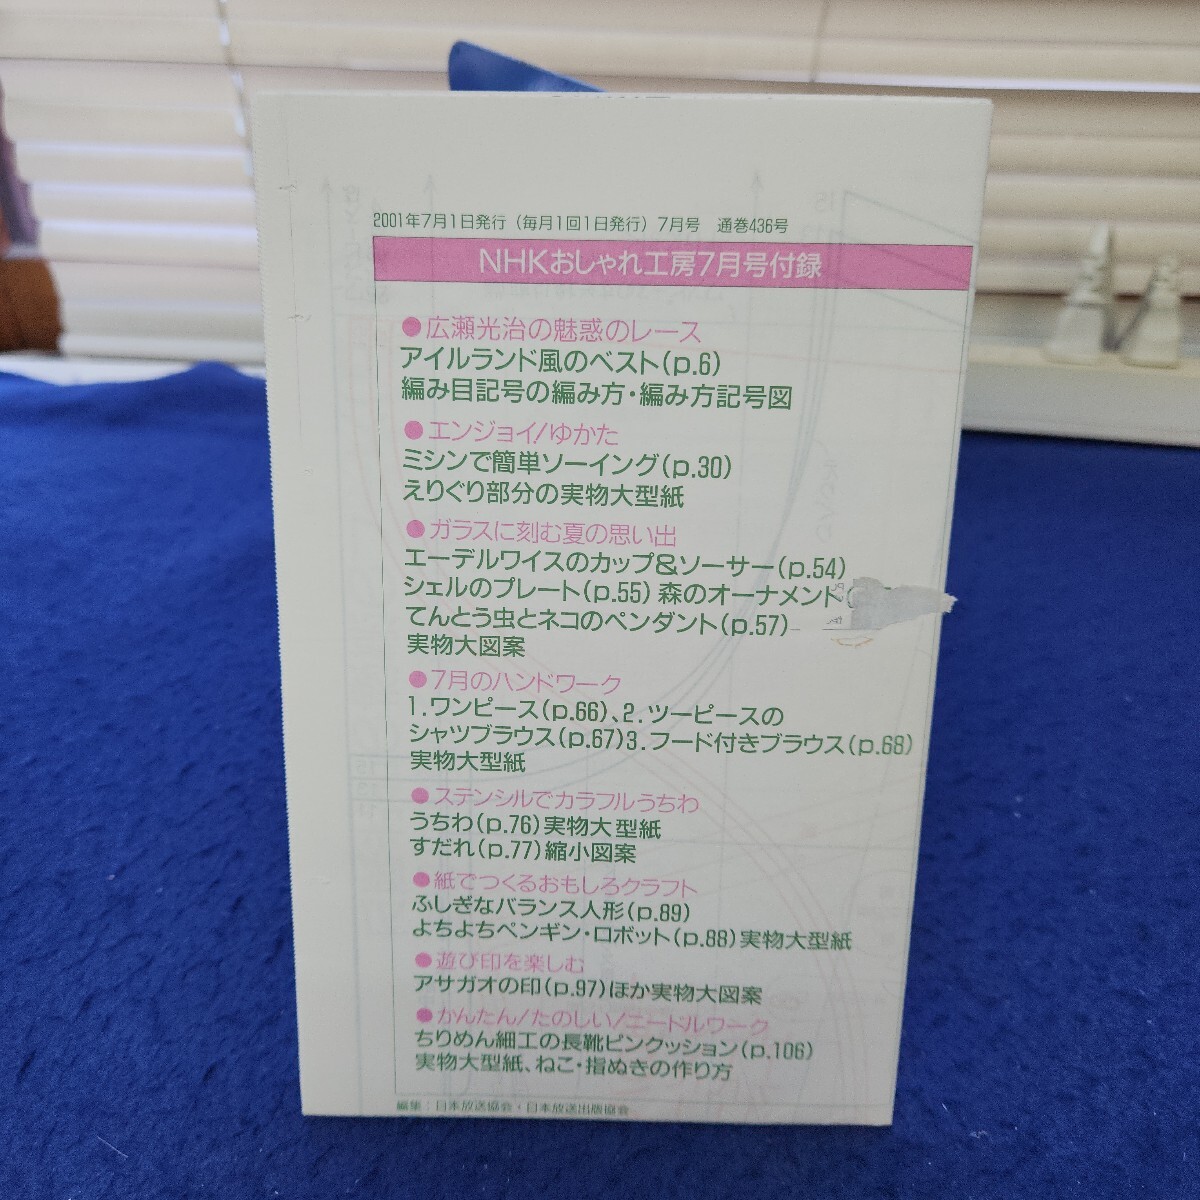 2001年7月1日発行（毎月1回1日発行）7月号　通巻436号
NHKおしゃれ工房7月号付録
●広瀬光治の魅惑のレース
アイルランド風のベスト(p.6)
編み目記号の編み方・編み方記号図
●エンジョイ！ゆかた
ミシンで簡単ソーイング(p.30)
えりぐり部分の実物大型紙
●ガラスに刻む夏の思い出
エーデルワイスのカップ＆ソーサー(p.54)
シェルのプレート(p.55) 森のオーナメント
てんとう虫とネコのペンダント(p.57)
実物大図案
●7月のハンドワーク
1.ワンピース(p.66)、2.ツーピースの
シャツブラウス(p.67)3.フード付きブラウス(p.68)
実物大型紙
●ステンシルでカラフルうちわ
うちわ(p.76)実物大型紙
すだれ(p.77)縮小図案
●紙でつくるおもしろクラフト
ふしぎなバランス人形(p.89)
よちよちペンギン・ロボット(p.88)実物大型紙
●遊び印を楽しむ
アサガオの印(p.97)ほか実物大図案
●かんたん！たのしい！ニードルワーク
ちりめん細工の長靴ピンクッション(p.106)
実物大型紙、ねこ・指ぬきの作り方
編集：日本放送協会・日本放送出版協会